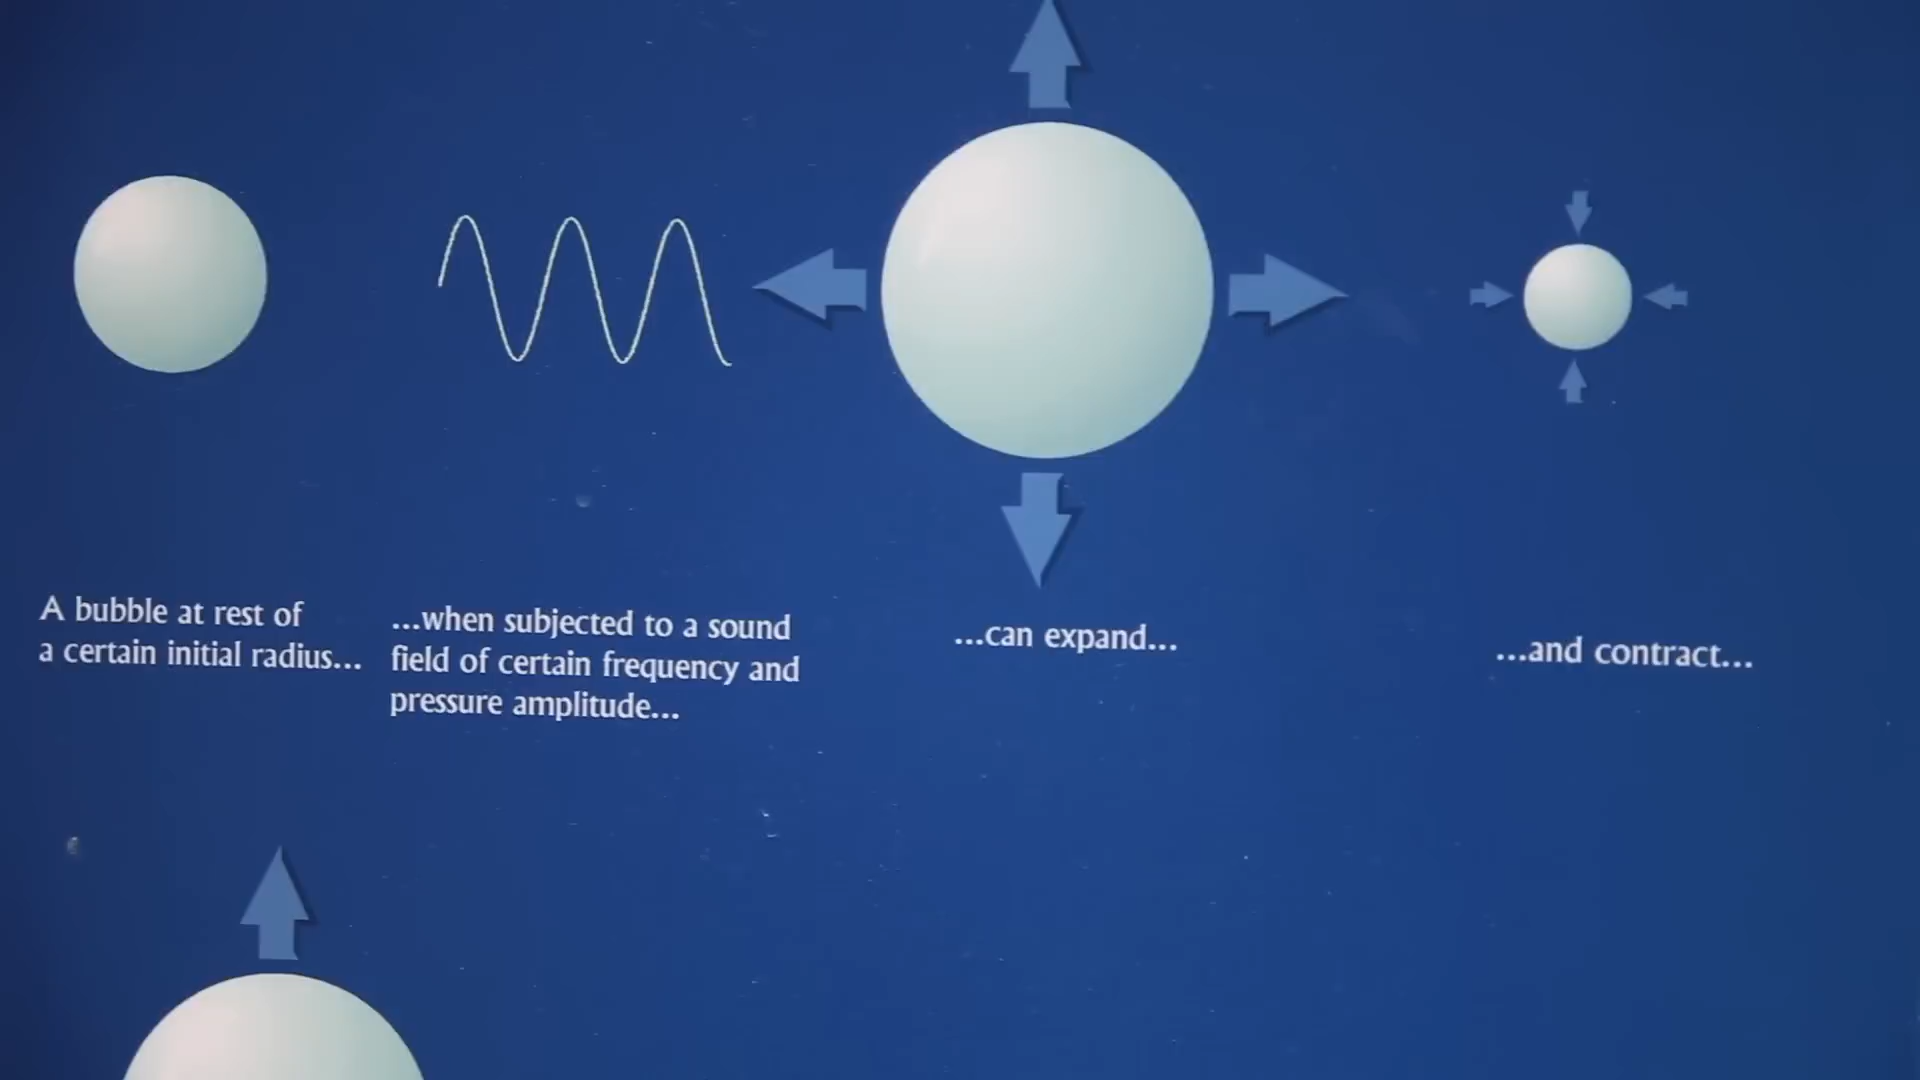 A bubble at rest of
a certain initial radius...
...when subjected to a sound
field of certain frequency and
pressure amplitude...
...can expand...
...and contract...